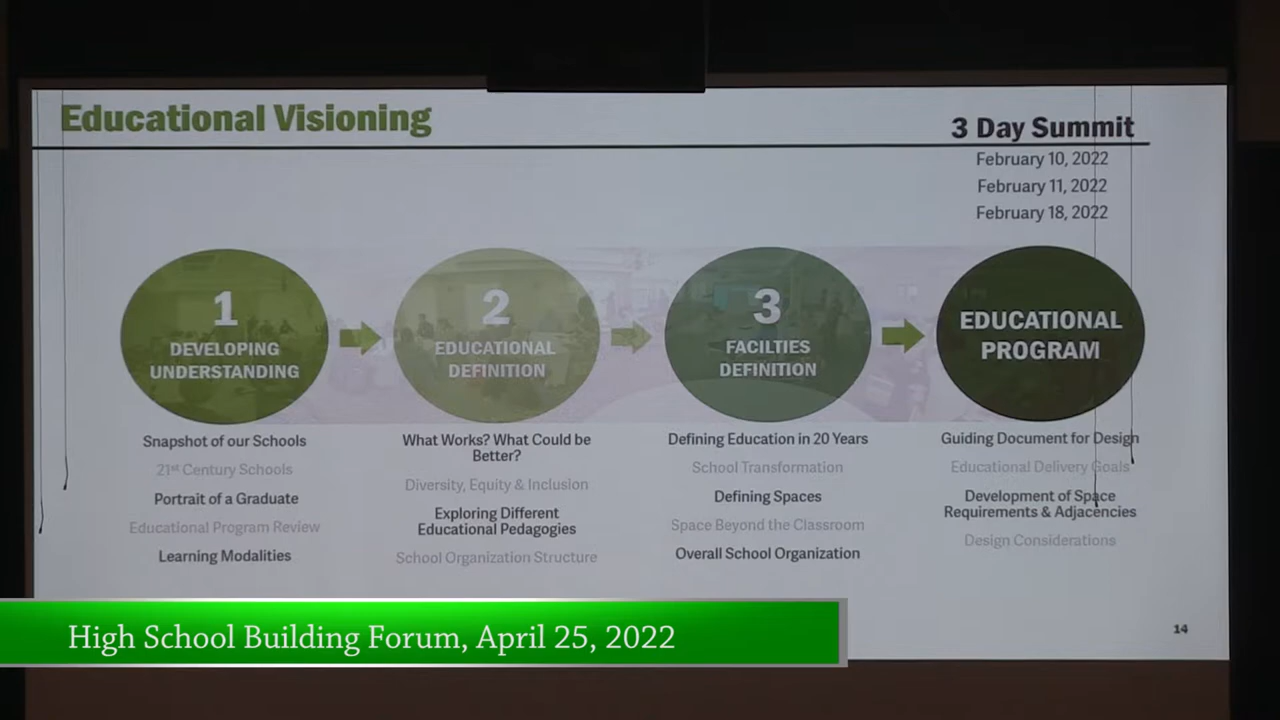 Educational Visioning
3 Day Summit
February 10, 2022
February 11, 2022
February 18, 2022
1
DEVELOPING
UNDERSTANDING
2
EDUCATIONAL
DEFINITION
3
FACILTIES
DEFINITION
EDUCATIONAL
PROGRAM
Snapshot of our Schools
21st Century Schools
Portrait of a Graduate
Educational Program Review
Learning Modalities
What Works? What Could be
Better?
Diversity, Equity & Inclusion
Exploring Different
Educational Pedagogies
School Organization Structure
Defining Education in 20 Years
School Transformation
Defining Spaces
Space Beyond the Classroom
Overall School Organization
Guiding Document for Design
Educational Delivery Goals
Development of Space
Requirements & Adjacencies
Design Considerations
High School Building Forum, April 25, 2022
14